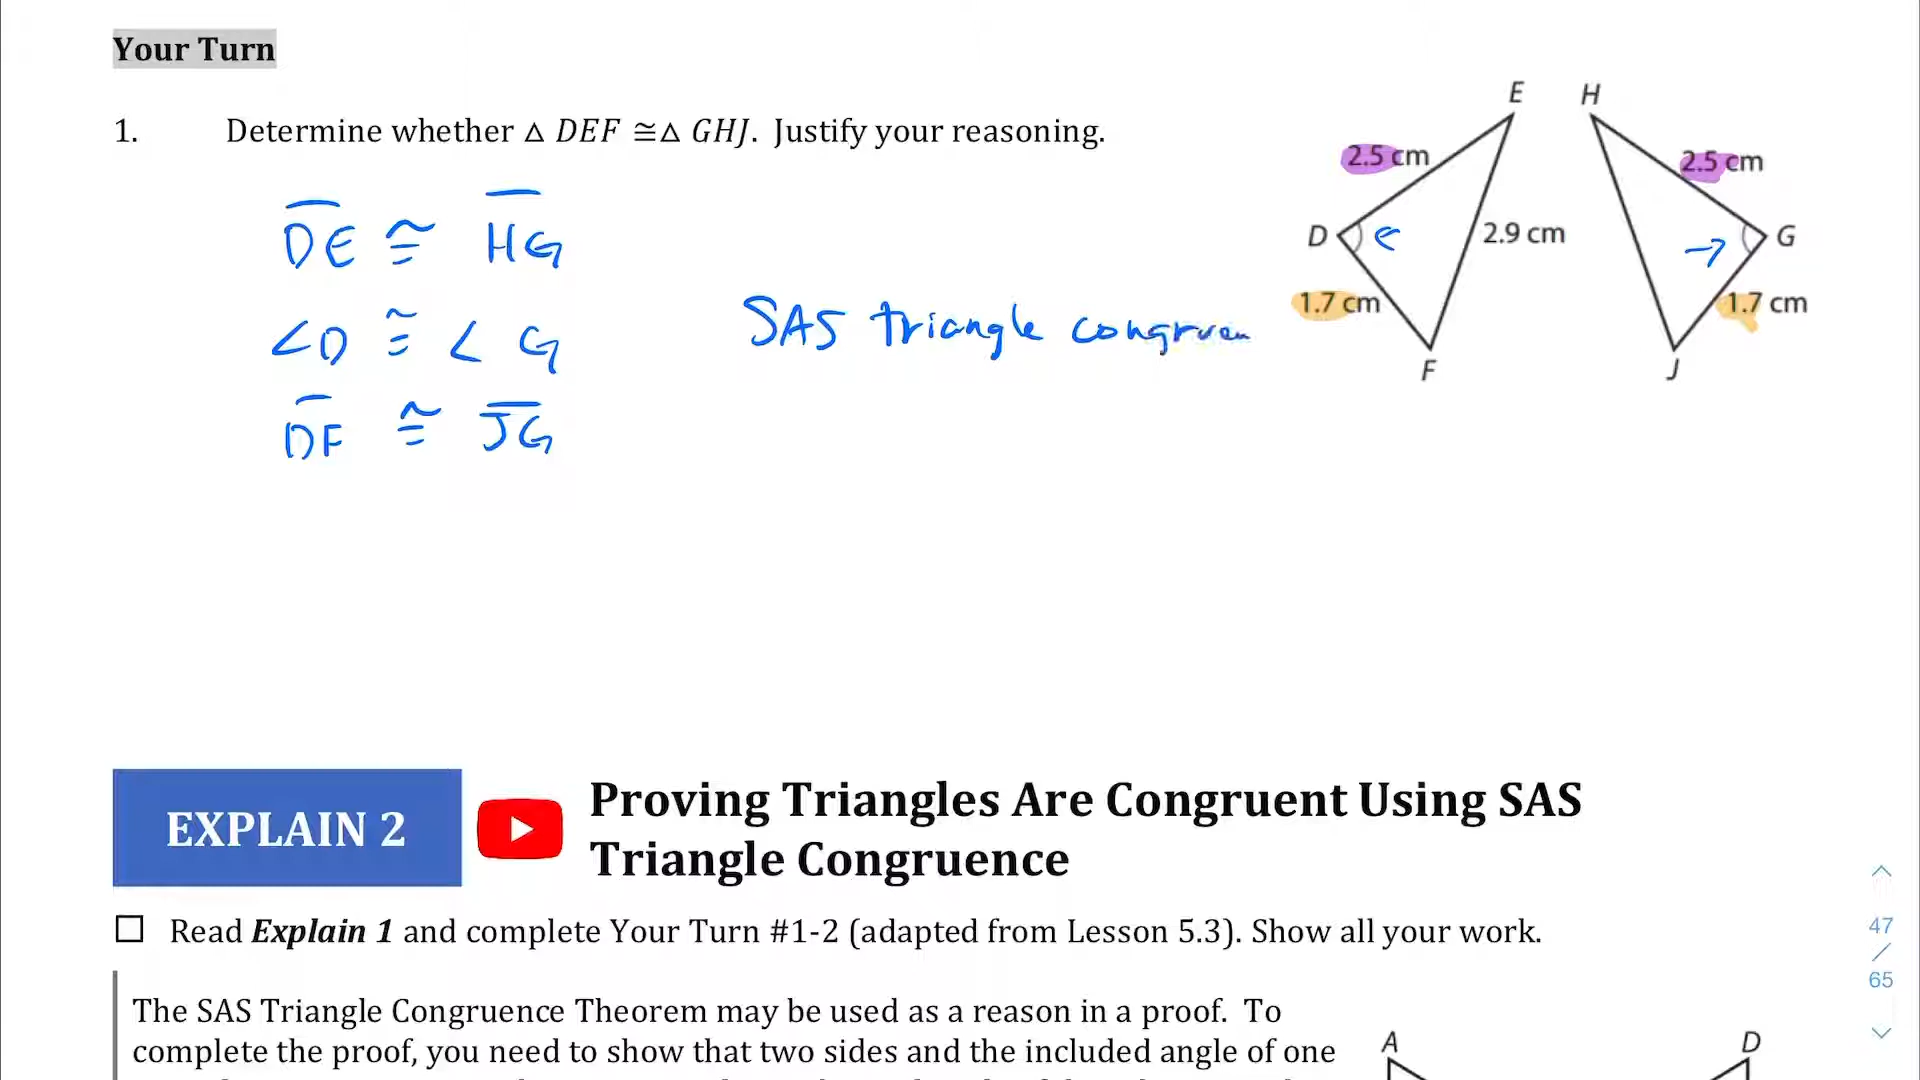 Your Turn
1. Determine whether △ DEF ≅△ GHJ. Justify your reasoning.
E H
2.5 cm 2.5 cm
D 2.9 cm G
1.7 cm 1.7 cm
F J
DE ≅ HG
∠D ≅ ∠ G
DF ≅ JG
SAS triangle congruen
EXPLAIN 2
Proving Triangles Are Congruent Using SAS
Triangle Congruence
☐ Read Explain 1 and complete Your Turn #1-2 (adapted from Lesson 5.3). Show all your work.
The SAS Triangle Congruence Theorem may be used as a reason in a proof. To
complete the proof, you need to show that two sides and the included angle of one
A D
47
/
65